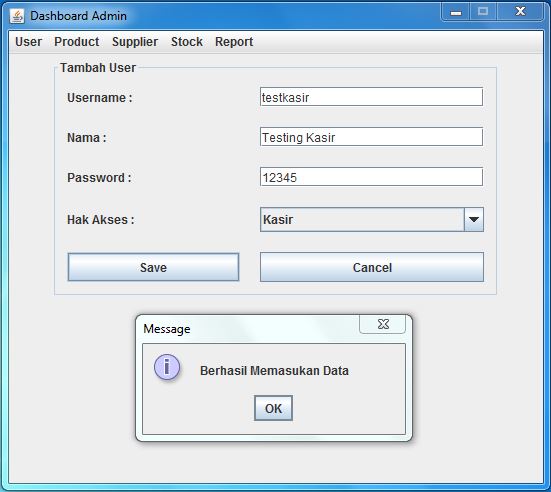 Dashboard Admin
User Product Supplier Stock Report
Tambah User
Username : testkasir
Nama : Testing Kasir
Password : 12345
Hak Akses : Kasir
Save Cancel
Message
Berhasil Memasukan Data
OK